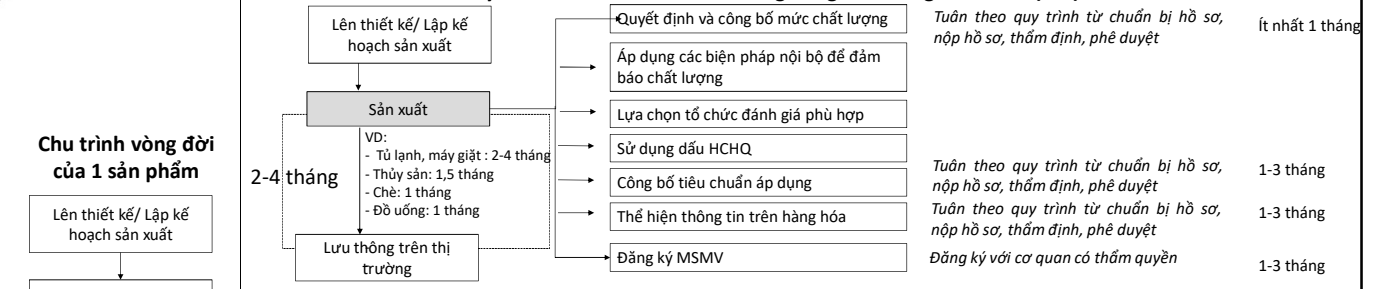 Chu trình vòng đời
của 1 sản phẩm
Lên thiết kế/ Lập kế
hoạch sản xuất
Lên thiết kế/ Lập kế
hoạch sản xuất
Sản xuất
2-4 tháng
VD:
- Tủ lạnh, máy giặt : 2-4 tháng
- Thủy sản: 1,5 tháng
- Chè: 1 tháng
- Đồ uống: 1 tháng
Lưu thông trên thị
trường
Quyết định và công bố mức chất lượng
Tuân theo quy trình từ chuẩn bị hồ sơ,
nộp hồ sơ, thẩm định, phê duyệt
Ít nhất 1 tháng
Áp dụng các biện pháp nội bộ để đảm
báo chất lượng
Lựa chọn tổ chức đánh giá phù hợp
Sử dụng dấu HCHQ
Công bố tiêu chuẩn áp dụng
Tuân theo quy trình từ chuẩn bị hồ sơ,
nộp hồ sơ, thẩm định, phê duyệt
1-3 tháng
Thể hiện thông tin trên hàng hóa
Tuân theo quy trình từ chuẩn bị hồ sơ,
nộp hồ sơ, thẩm định, phê duyệt
1-3 tháng
Đăng ký MSMV
Đăng ký với cơ quan có thẩm quyền
1-3 tháng